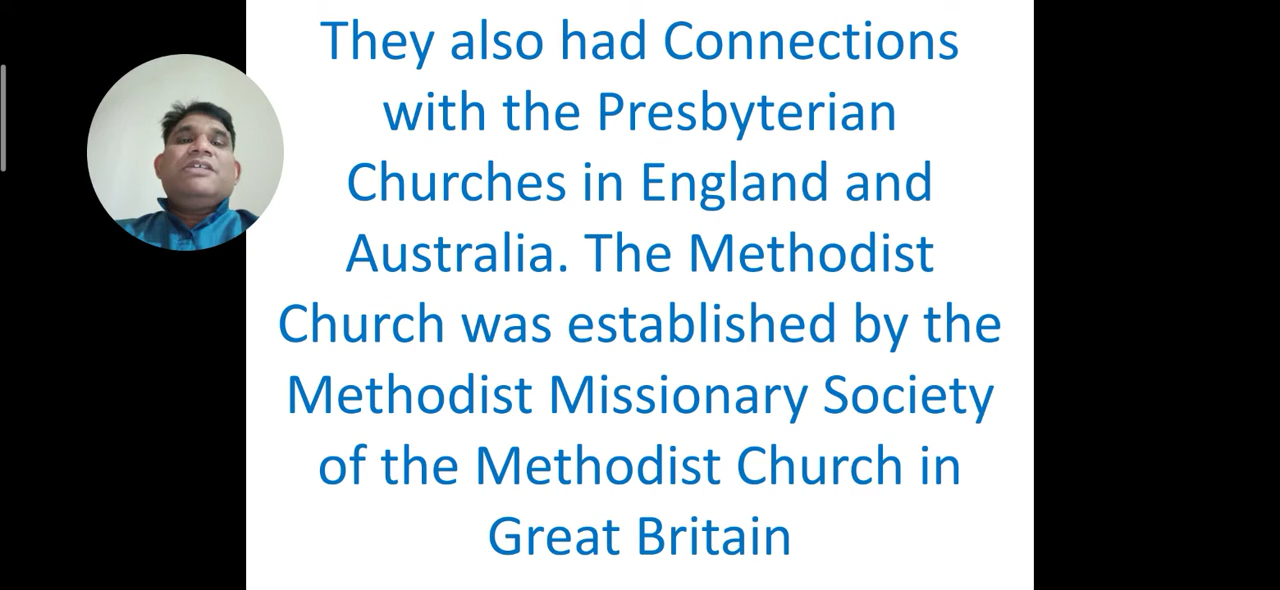 They also had Connections
with the Presbyterian
Churches in England and
Australia. The Methodist
Church was established by the
Methodist Missionary Society
of the Methodist Church in
Great Britain